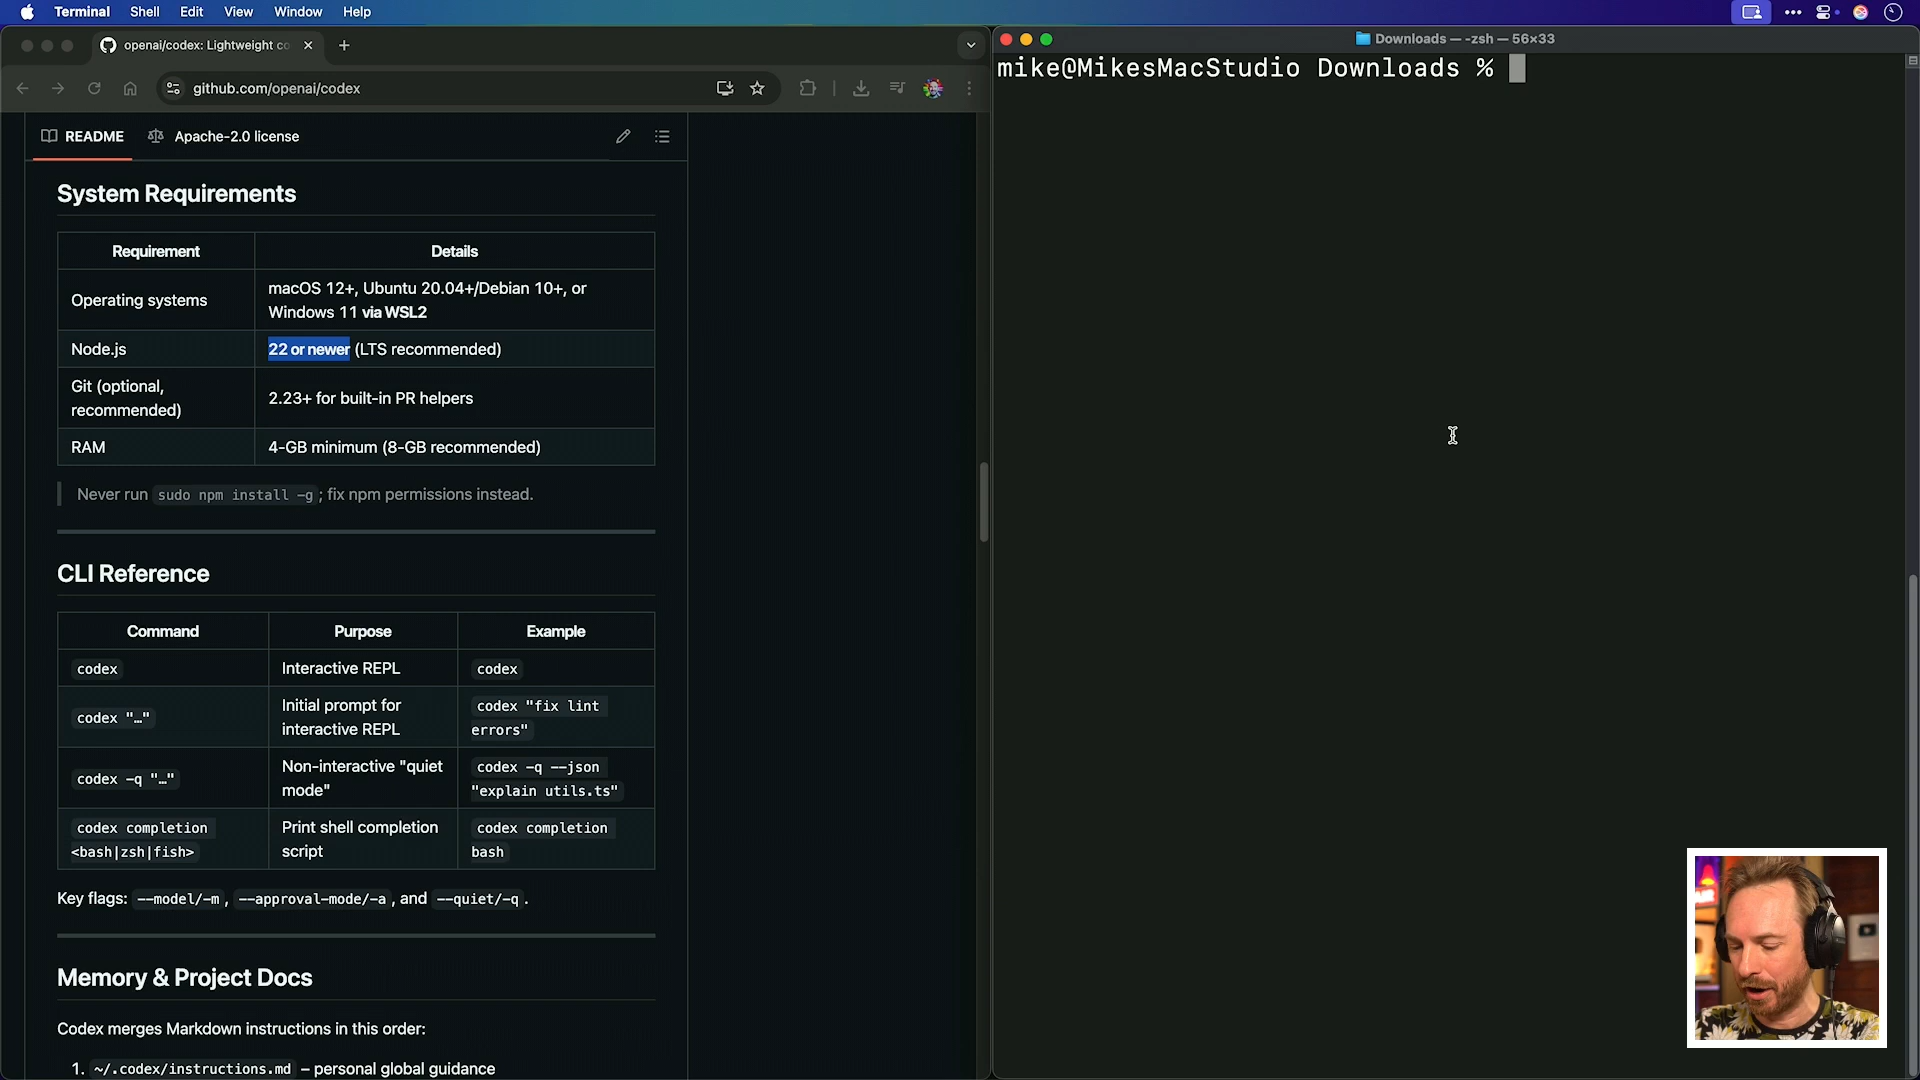 Terminal Shell Edit View Window Help
openai/codex: Lightweight co
github.com/openai/codex
README Apache-2.0 license
System Requirements
Requirement Details
Operating systems macOS 12+, Ubuntu 20.04+/Debian 10+, or
Windows 11 via WSL2
Node.js 22 or newer (LTS recommended)
Git (optional,
recommended) 2.23+ for built-in PR helpers
RAM 4-GB minimum (8-GB recommended)
Never run sudo npm install -g; fix npm permissions instead.
CLI Reference
Command Purpose Example
codex Interactive REPL codex
codex "…" Initial prompt for
interactive REPL codex "fix lint
errors"
codex -q "…" Non-interactive "quiet
mode" codex -q --json
"explain utils.ts"
codex completion
<bash|zsh|fish> Print shell completion
script codex completion
bash
Key flags: --model/-m, --approval-mode/-a, and --quiet/-q.
Memory & Project Docs
Codex merges Markdown instructions in this order:
1. ~/.codex/instructions.md – personal global guidance
Downloads — -zsh — 56×33
mike@MikesMacStudio Downloads %